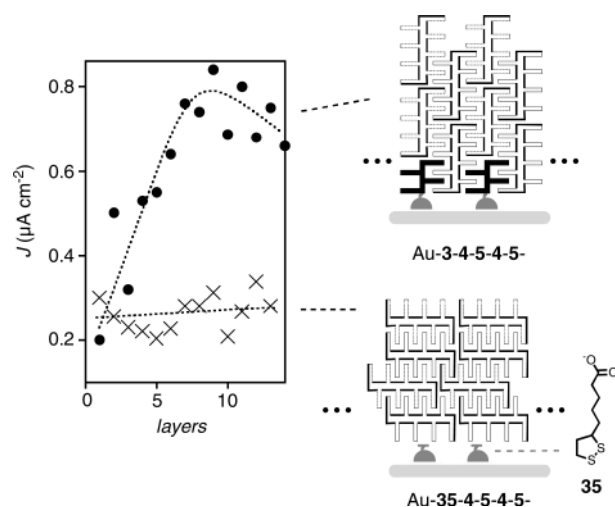 J (μA cm⁻²)
0.8
0.6
0.4
0.2
0
5
10
layers
Au-3-4-5-4-5-
Au-35-4-5-4-5-
⁻O
O
S
S
35